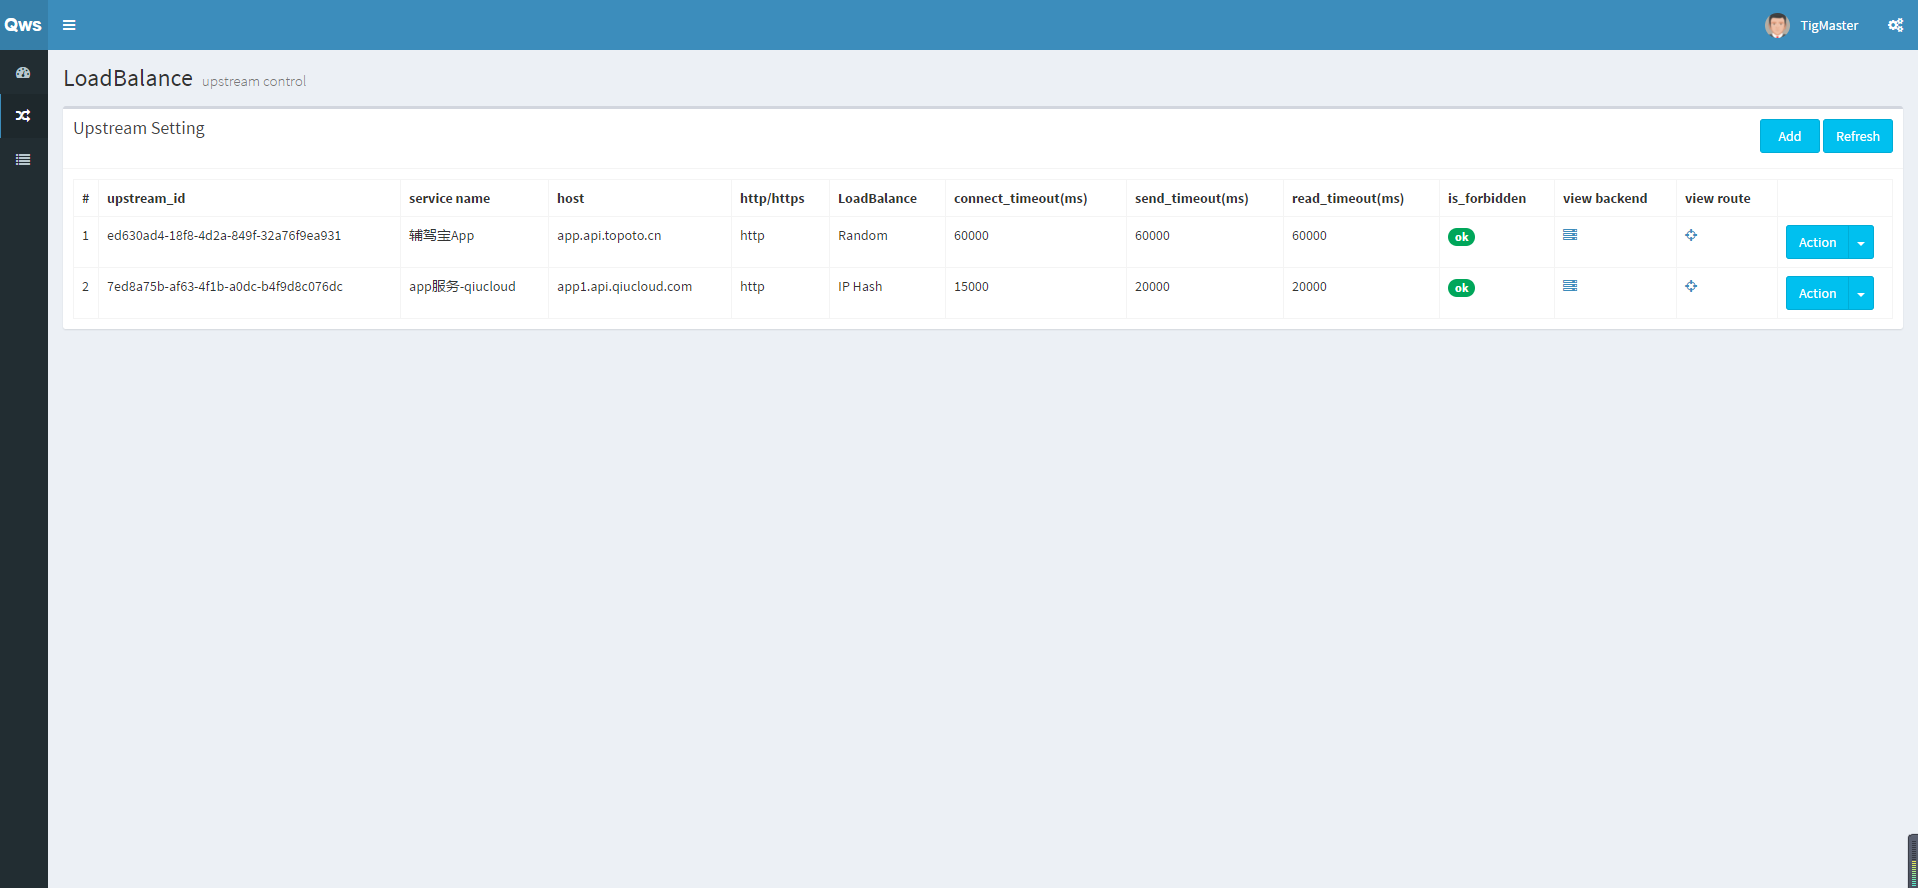 Qws TigMaster
LoadBalance upstream control
Upstream Setting Add Refresh
# upstream_id service name host http/https LoadBalance connect_timeout(ms) send_timeout(ms) read_timeout(ms) is_forbidden view backend view route
1 ed630ad4-18f8-4d2a-849f-32a76f9ea931 辅驾宝App app.api.topoto.cn http Random 60000 60000 60000 ok Action
2 7ed8a75b-af63-4f1b-a0dc-b4f9d8c076dc app服务-qiucloud app1.api.qiucloud.com http IP Hash 15000 20000 20000 ok Action